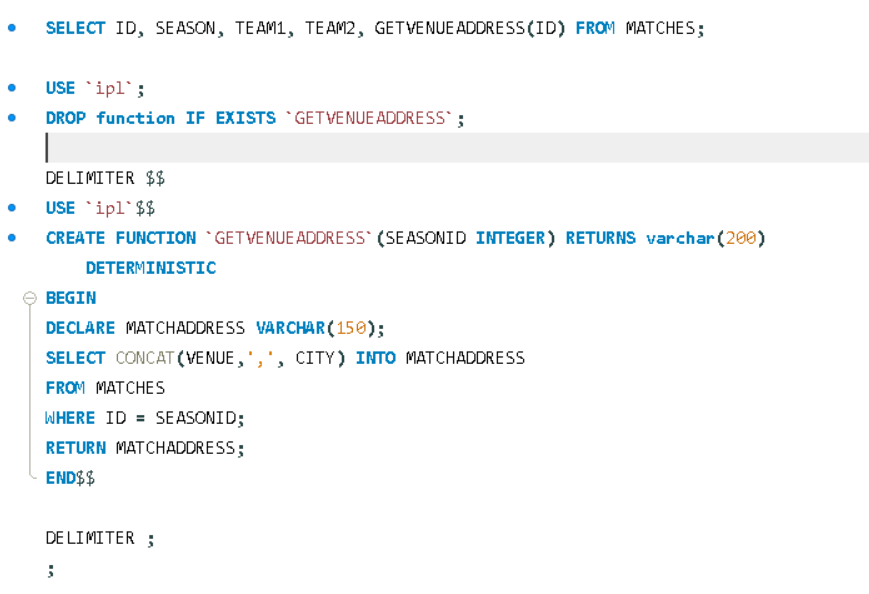 SELECT ID, SEASON, TEAM1, TEAM2, GETVENUEADDRESS(ID) FROM MATCHES;
USE `ipl`;
DROP function IF EXISTS `GETVENUEADDRESS`;
DELIMITER $$
USE `ipl`$$
CREATE FUNCTION `GETVENUEADDRESS`(SEASONID INTEGER) RETURNS varchar(200)
    DETERMINISTIC
BEGIN
DECLARE MATCHADDRESS VARCHAR(150);
SELECT CONCAT(VENUE,',', CITY) INTO MATCHADDRESS
FROM MATCHES
WHERE ID = SEASONID;
RETURN MATCHADDRESS;
END$$
DELIMITER ;
;